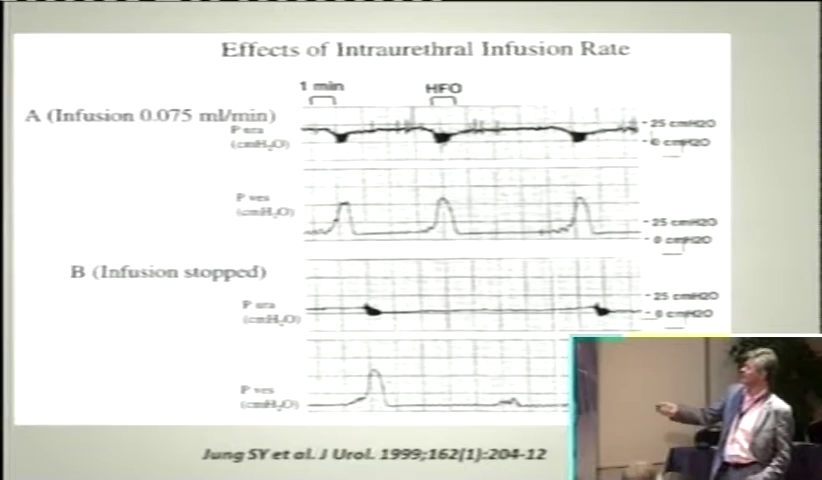 Effects of Intraurethral Infusion Rate
1 min
HFO
A (Infusion 0.075 ml/min)
P ura
(cmH2O)
- 25 cmH2O
- 0 cmH2O
P ves
(cmH2O)
- 25 cmH2O
- 0 cmH2O
B (Infusion stopped)
P ura
(cmH2O)
- 25 cmH2O
- 0 cmH2O
P ves
(cmH2O)
Jung SY et al. J Urol. 1999;162(1):204-12